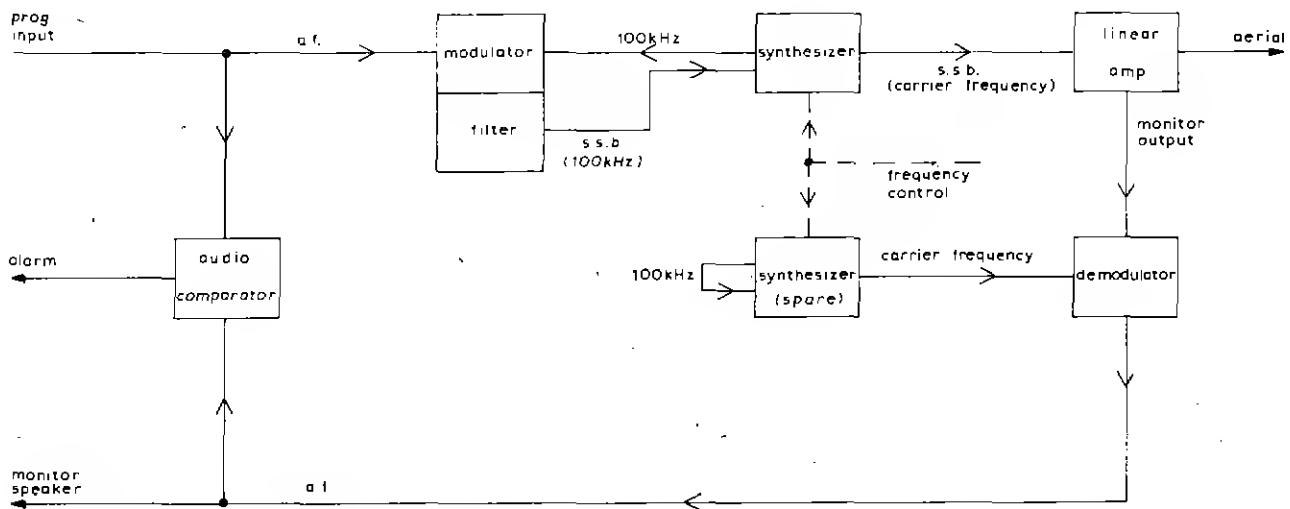 prog
input
a.f.
modulator
filter
100kHz
s.s.b
(100kHz)
synthesizer
s.s.b.
(carrier frequency)
linear
amp
aerial
monitor
output
frequency
control
alarm
audio
comparator
100kHz
synthesizer
(spare)
carrier frequency
demodulator
monitor
speaker
a.f.